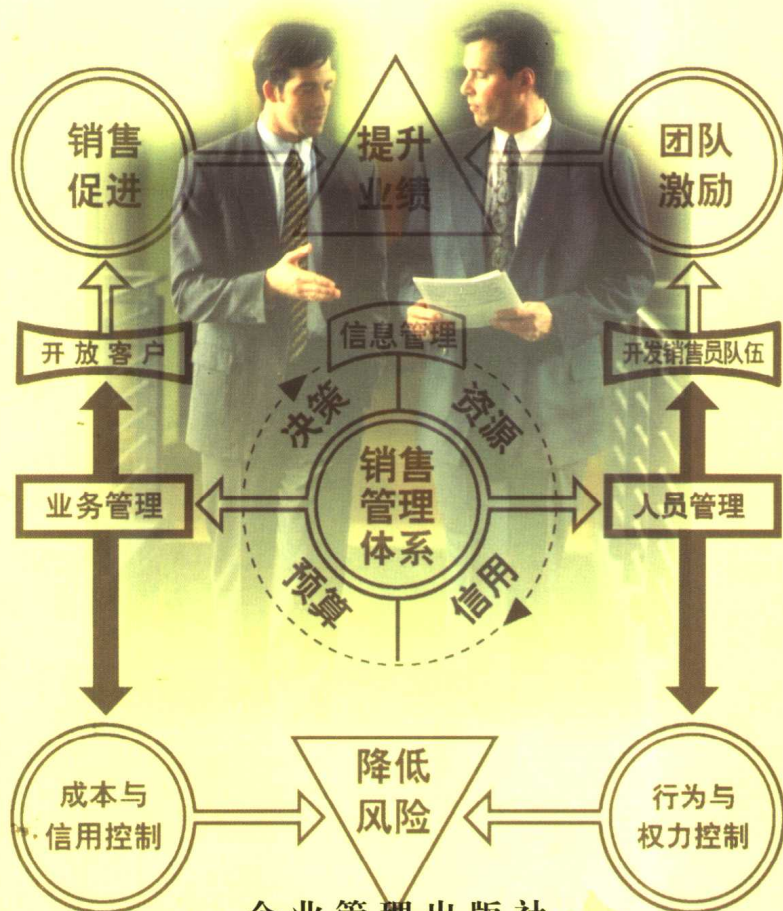 销售
促进
提升
业绩
团队
激励
开放客户
信息管理
开发销售员队伍
决策
资源
销售
管理
体系
业务管理
人员管理
预算
信用
成本与
信用控制
降低
风险
行为与
权力控制
企业管理出版社